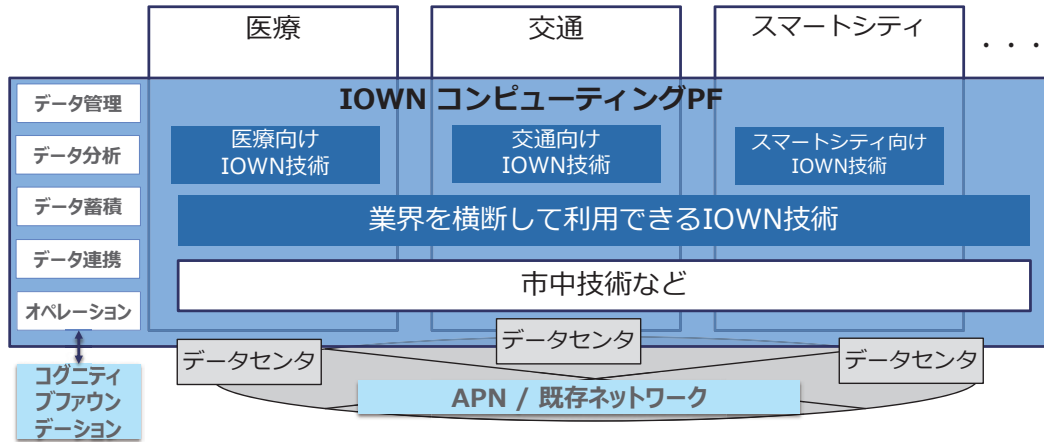 医療
交通
スマートシティ
・・・・
IOWN コンピューティングPF
データ管理
データ分析
データ蓄積
データ連携
オペレーション
医療向け
IOWN技術
交通向け
IOWN技術
スマートシティ向け
IOWN技術
業界を横断して利用できるIOWN技術
市中技術など
データセンタ
データセンタ
データセンタ
コグニティ
ブファウン
デーション
APN / 既存ネットワーク